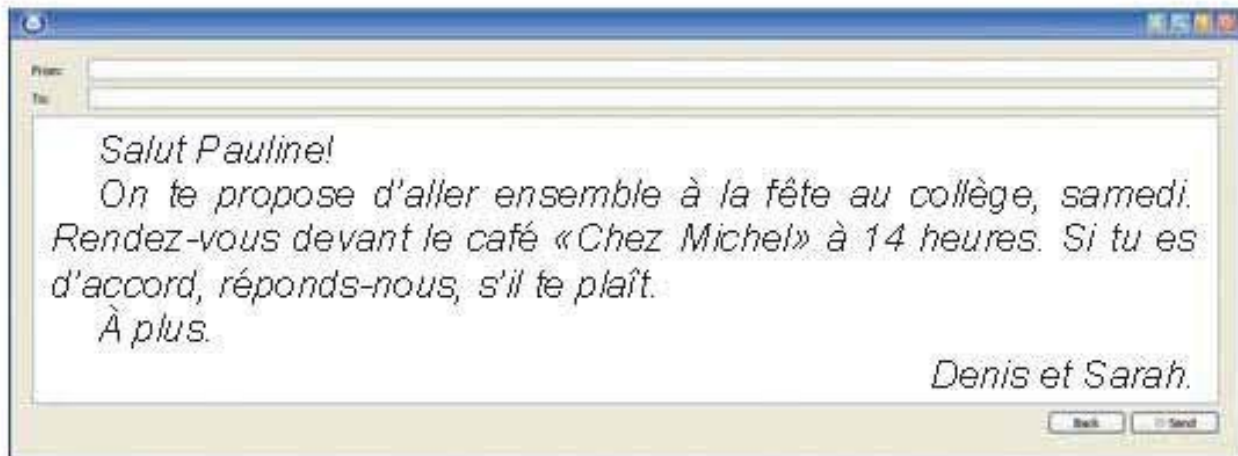 From:
To:
Salut Pauline!
On te propose d'aller ensemble à la fête au collège, samedi.
Rendez-vous devant le café «Chez Michel» à 14 heures. Si tu es
d'accord, réponds-nous, s'il te plaît.
À plus.
Denis et Sarah.
Back Send